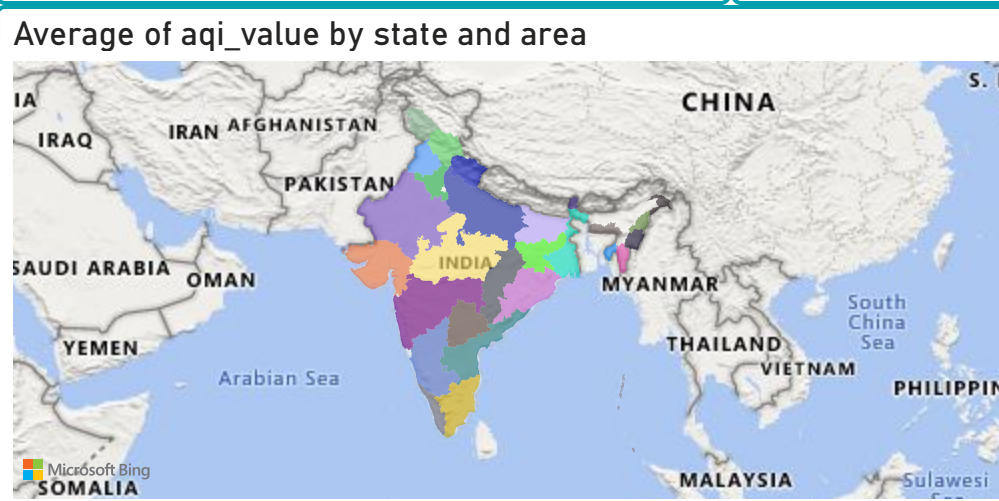 Average of aqi_value by state and area
CHINA
S.
IA
IRAQ
IRAN
AFGHANISTAN
PAKISTAN
INDIA
SAUDI ARABIA
OMAN
MYANMAR
South
China
Sea
YEMEN
THAILAND
VIETNAM
Arabian Sea
PHILIPPIN
Microsoft Bing
SOMALIA
MALAYSIA
Sulawesi